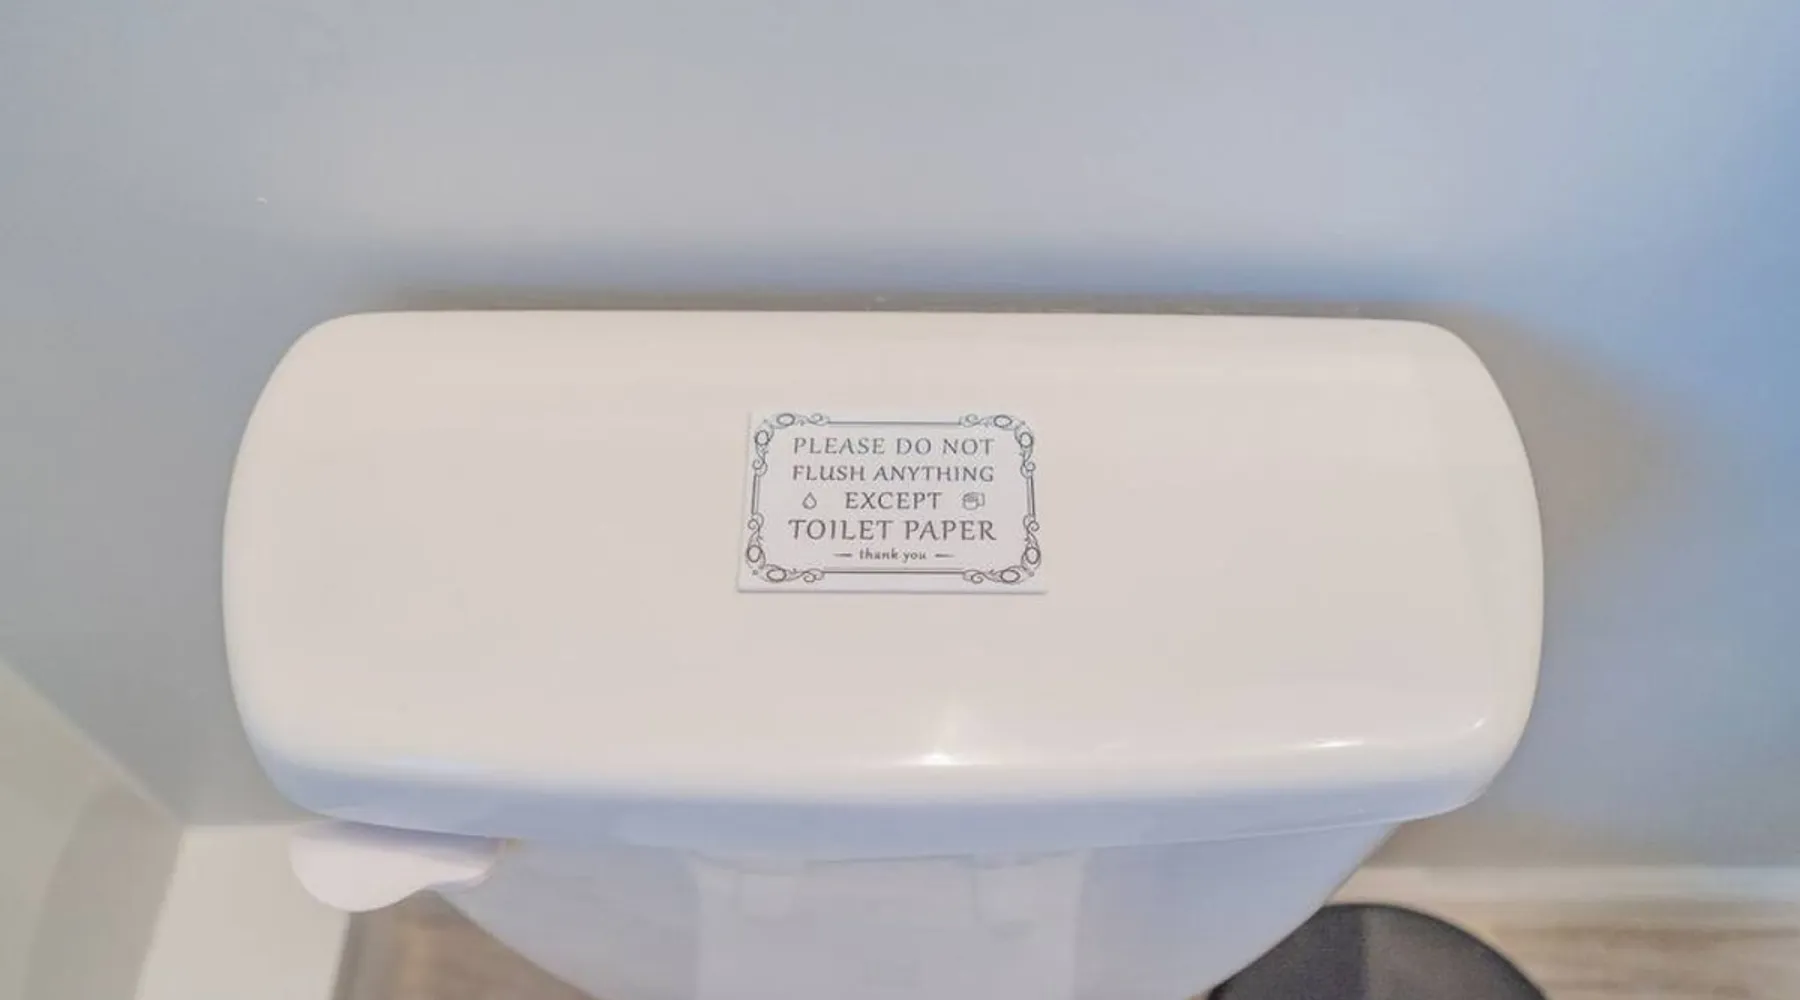 PLEASE DO NOT
FLUSH ANYTHING
EXCEPT
TOILET PAPER
thank you